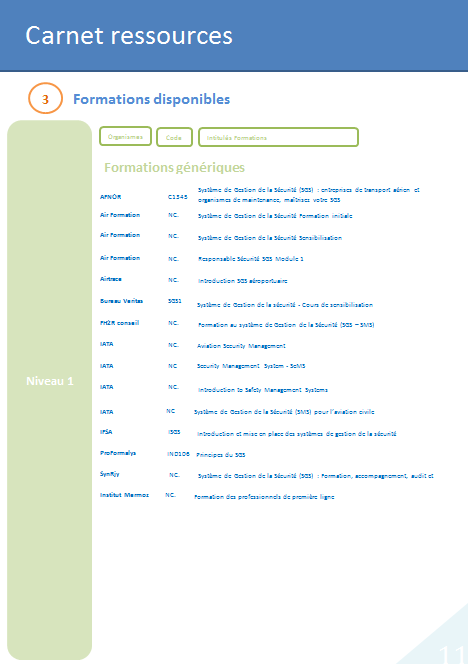 Carnet ressources
3 Formations disponibles
Organismes Code Intitulés Formations
Formations génériques
AFNOR C1545 Système de Gestion de la Sécurité (SGS) : entreprises de transport aérien et
organismes de maintenance, maîtrisez votre SGS
Air Formation NC. Système de Gestion de la Sécurité Formation initiale
Air Formation NC. Système de Gestion de la Sécurité Sensibilisation
Air Formation NC. Responsable Sécurité SGS Module 1
Airtrace NC. Introduction SGS aéroportuaire
Bureau Veritas SGS1 Système de Gestion de la sécurité - Cours de sensibilisation
FH2R conseil NC. Formation au système de Gestion de la Sécurité (SGS – SMS)
IATA NC. Aviation Security Management
IATA NC Security Management System - SeMS
IATA NC. Introduction to Safety Management Systems
Niveau 1
IATA NC Système de Gestion de la Sécurité (SMS) pour l'aviation civile
IFSA ISGS Introduction et mise en place des systèmes de gestion de la sécurité
ProFormalys IND106 Principes du SGS
SynRjy NC. Système de Gestion de la Sécurité (SGS) : Formation, accompagnement, audit et
Institut Mermos NC. Formation des professionnels de première ligne
11